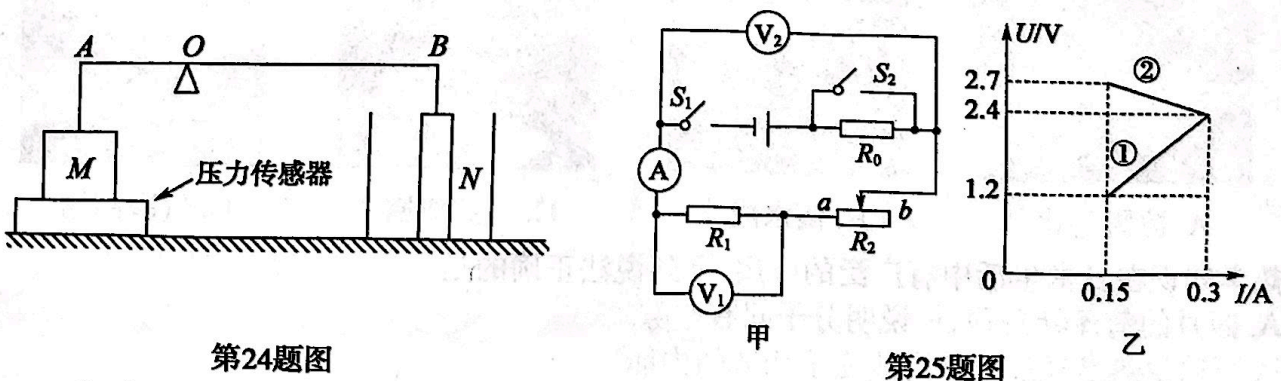 A
O
B
M
压力传感器
N
第24题图
V₂
S₁
S₂
R₀
A
a
b
R₁
R₂
V₁
甲
U/V
2.7
2.4
1.2
0
0.15
0.3
I/A
①
②
乙
第25题图